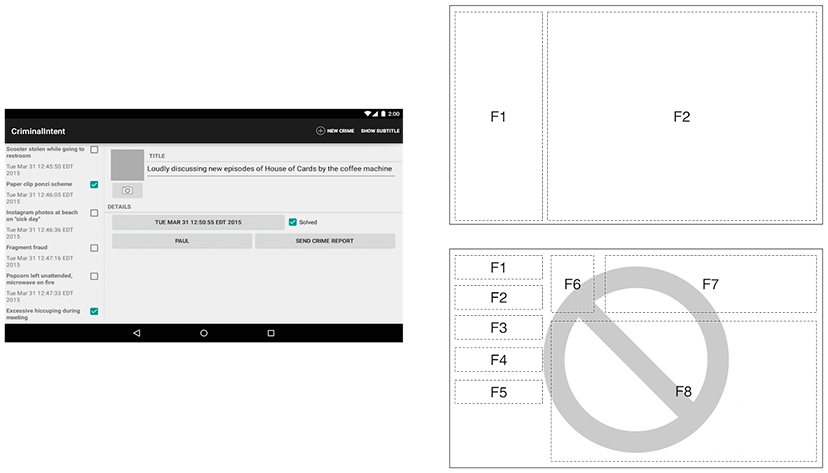 2:00
CriminalIntent
NEW CRIME
SHOW SUBTITLE
Scooter stolen while going to
restroom
Tue Mar 31 12:45:50 EDT
2015
Paper clip ponzi scheme
Tue Mar 31 12:46:05 EDT
2015
Instagram photos at beach
on "sick day"
Tue Mar 31 12:46:36 EDT
2015
Fragment fraud
Tue Mar 31 12:47:16 EDT
2015
Popcorn left unattended,
microwave on fire
Tue Mar 31 12:47:33 EDT
2015
Excessive hiccuping during
meeting
TITLE
Loudly discussing new episodes of House of Cards by the coffee machine
DETAILS
TUE MAR 31 12:50:55 EDT 2015
Solved
PAUL
SEND CRIME REPORT
F1
F2
F1
F2
F3
F4
F5
F6
F7
F8